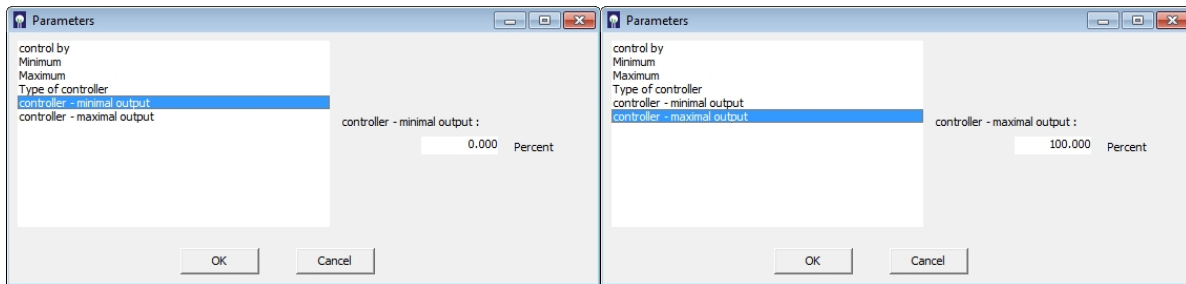 Parameters
control by
Minimum
Maximum
Type of controller
controller - minimal output
controller - maximal output
controller - minimal output :
0.000 Percent
OK Cancel
Parameters
control by
Minimum
Maximum
Type of controller
controller - minimal output
controller - maximal output
controller - maximal output :
100.000 Percent
OK Cancel